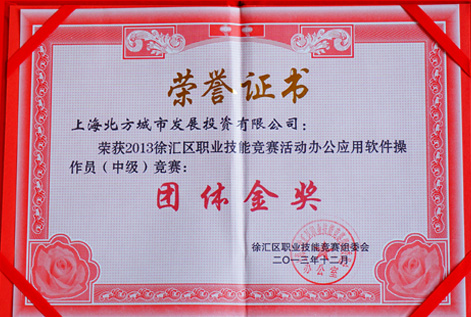 荣誉证书
上海北方城市发展投资有限公司：
荣获2013徐汇区职业技能竞赛活动办公应用软件操
作员（中级）竞赛：
团体金奖
徐汇区职业技能竞赛组委会
二〇一三年十二月
办公室